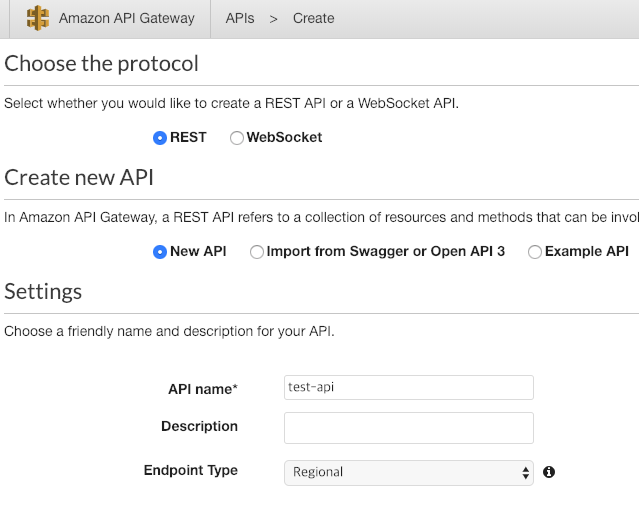 Amazon API Gateway APIs > Create
Choose the protocol
Select whether you would like to create a REST API or a WebSocket API.
REST WebSocket
Create new API
In Amazon API Gateway, a REST API refers to a collection of resources and methods that can be invo
New API Import from Swagger or Open API 3 Example API
Settings
Choose a friendly name and description for your API.
API name* test-api
Description
Endpoint Type Regional